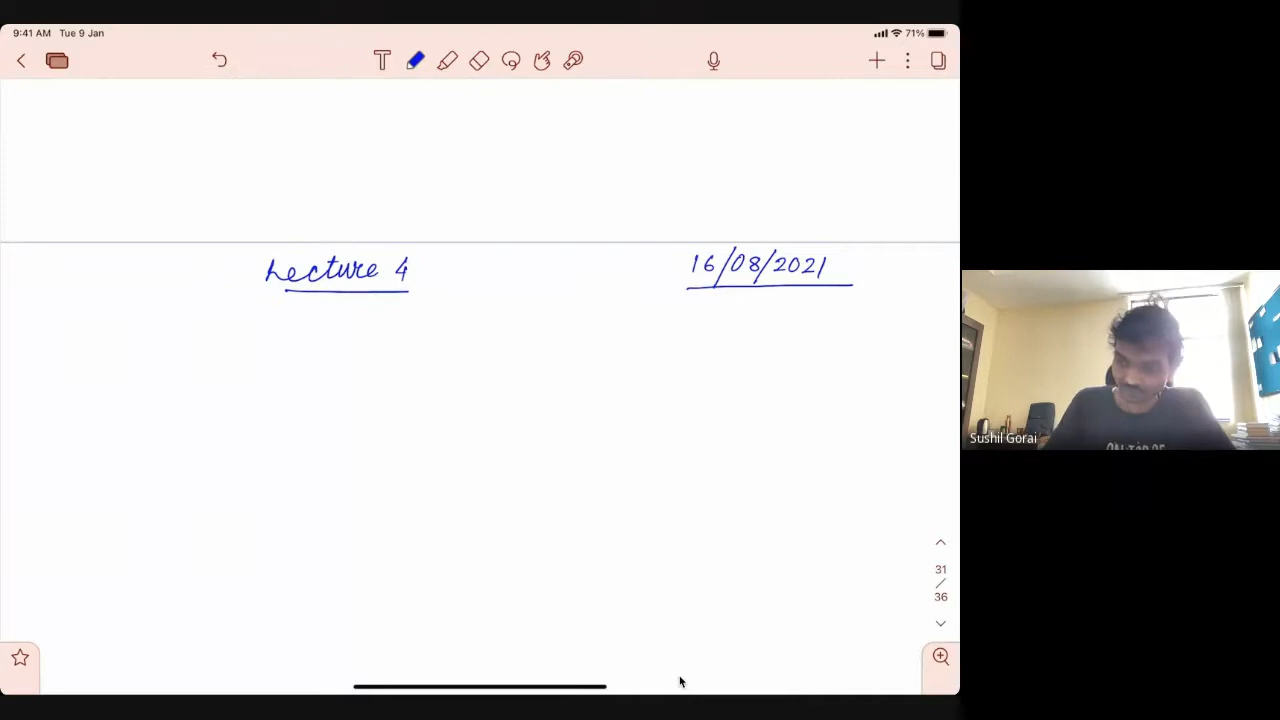 9:41 AM Tue 9 Jan
71%
Lecture 4
16/08/2021
Sushil Gorai
31
/
36